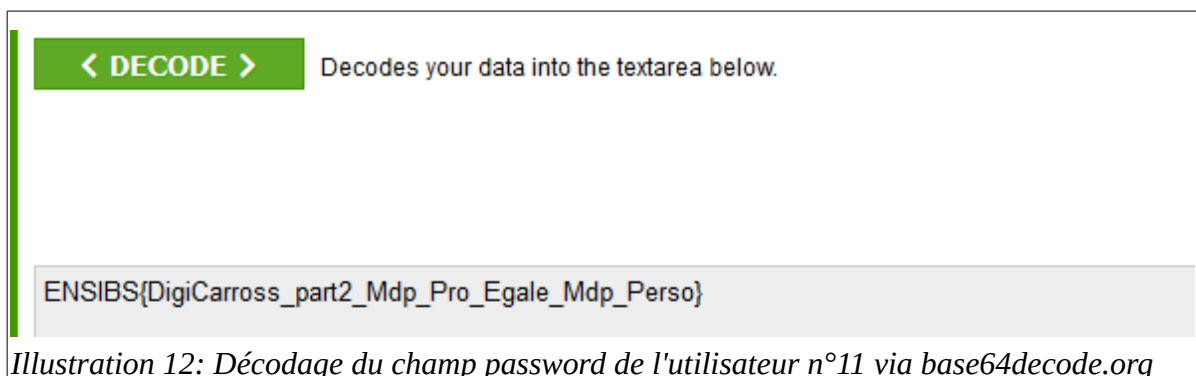 < DECODE > Decodes your data into the textarea below.
ENSIBS{DigiCarross_part2_Mdp_Pro_Egale_Mdp_Perso}
Illustration 12: Décodage du champ password de l'utilisateur n°11 via base64decode.org